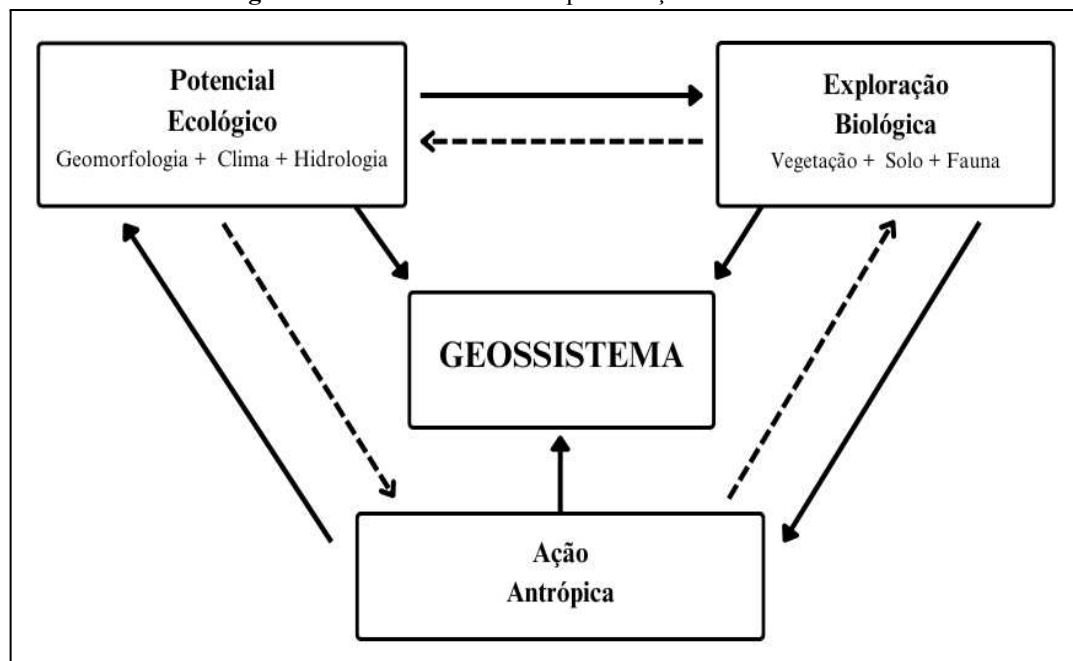 Potencial
Ecológico
Geomorfologia + Clima + Hidrologia
Exploração
Biológica
Vegetação + Solo + Fauna
GEOSSISTEMA
Ação
Antrópica